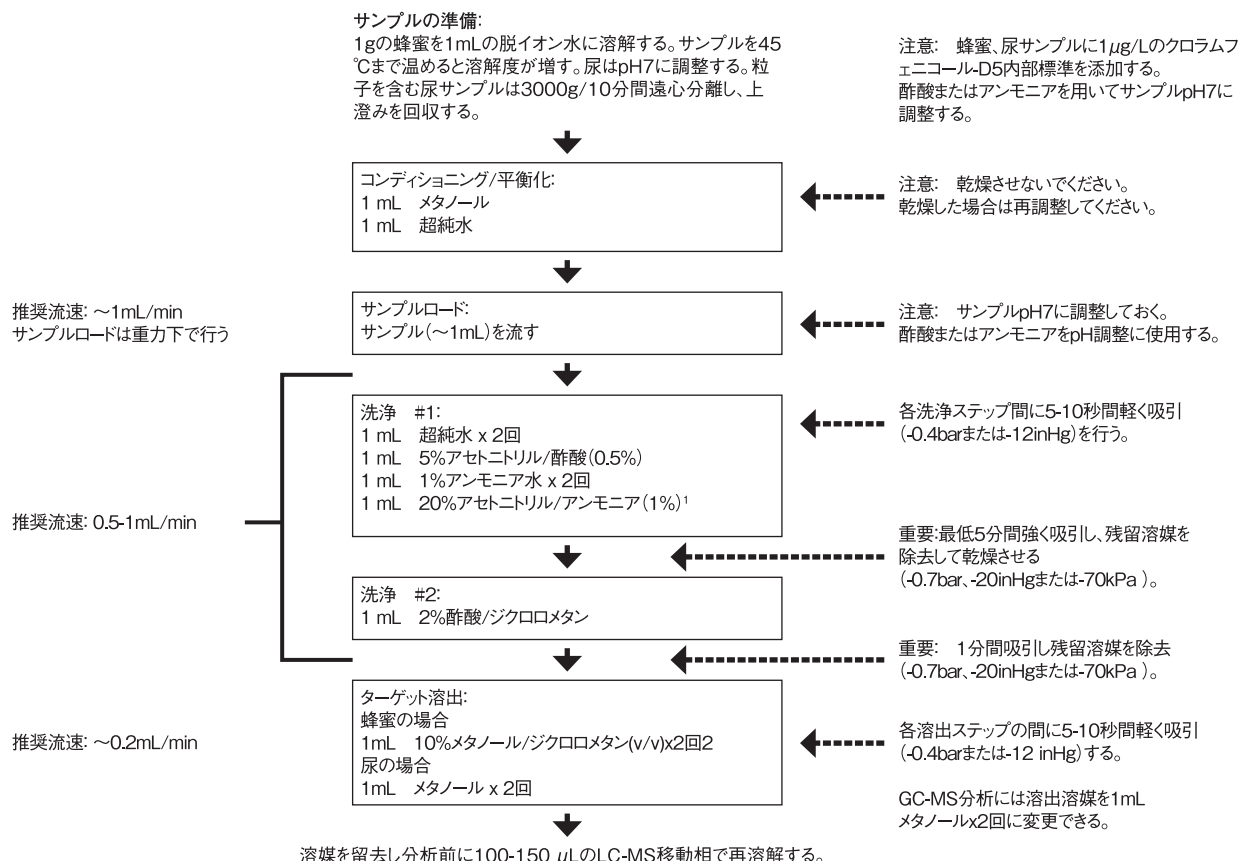 サンプルの準備:
1gの蜂蜜を1mLの脱イオン水に溶解する。サンプルを45
℃まで温めると溶解度が増す。尿はpH7に調整する。粒
子を含む尿サンプルは3000g/10分間遠心分離し、上
澄みを回収する。
注意: 蜂蜜、尿サンプルに1μg/Lのクロラムフ
ェニコール-D5内部標準を添加する。
酢酸またはアンモニアを用いてサンプルpH7に
調整する。
コンディショニング/平衡化:
1 mL メタノール
1 mL 超純水
注意: 乾燥させないでください。
乾燥した場合は再調整してください。
推奨流速: ～1mL/min
サンプルロードは重力下で行う
サンプルロード:
サンプル(～1mL)を流す
注意: サンプルpH7に調整しておく。
酢酸またはアンモニアをpH調整に使用する。
洗浄 #1:
1 mL 超純水 x 2回
1 mL 5%アセトニトリル/酢酸(0.5%)
1 mL 1%アンモニア水 x 2回
1 mL 20%アセトニトリル/アンモニア(1%)¹
各洗浄ステップ間に5-10秒間軽く吸引
(-0.4barまたは-12inHg)を行う。
推奨流速: 0.5-1mL/min
重要:最低5分間強く吸引し、残留溶媒を
除去して乾燥させる
(-0.7bar、-20inHgまたは-70kPa )。
洗浄 #2:
1 mL 2%酢酸/ジクロロメタン
重要: 1分間吸引し残留溶媒を除去
(-0.7bar、-20inHgまたは-70kPa )。
推奨流速: ～0.2mL/min
ターゲット溶出:
蜂蜜の場合
1mL 10%メタノール/ジクロロメタン(v/v)x2回2
尿の場合
1mL メタノール x 2回
各溶出ステップの間に5-10秒間軽く吸引
(-0.4barまたは-12 inHg)する。
GC-MS分析には溶出溶媒を1mL
メタノールx2回に変更できる。
溶媒を留去し分析前に100-150 μLのLC-MS移動相で再溶解する。